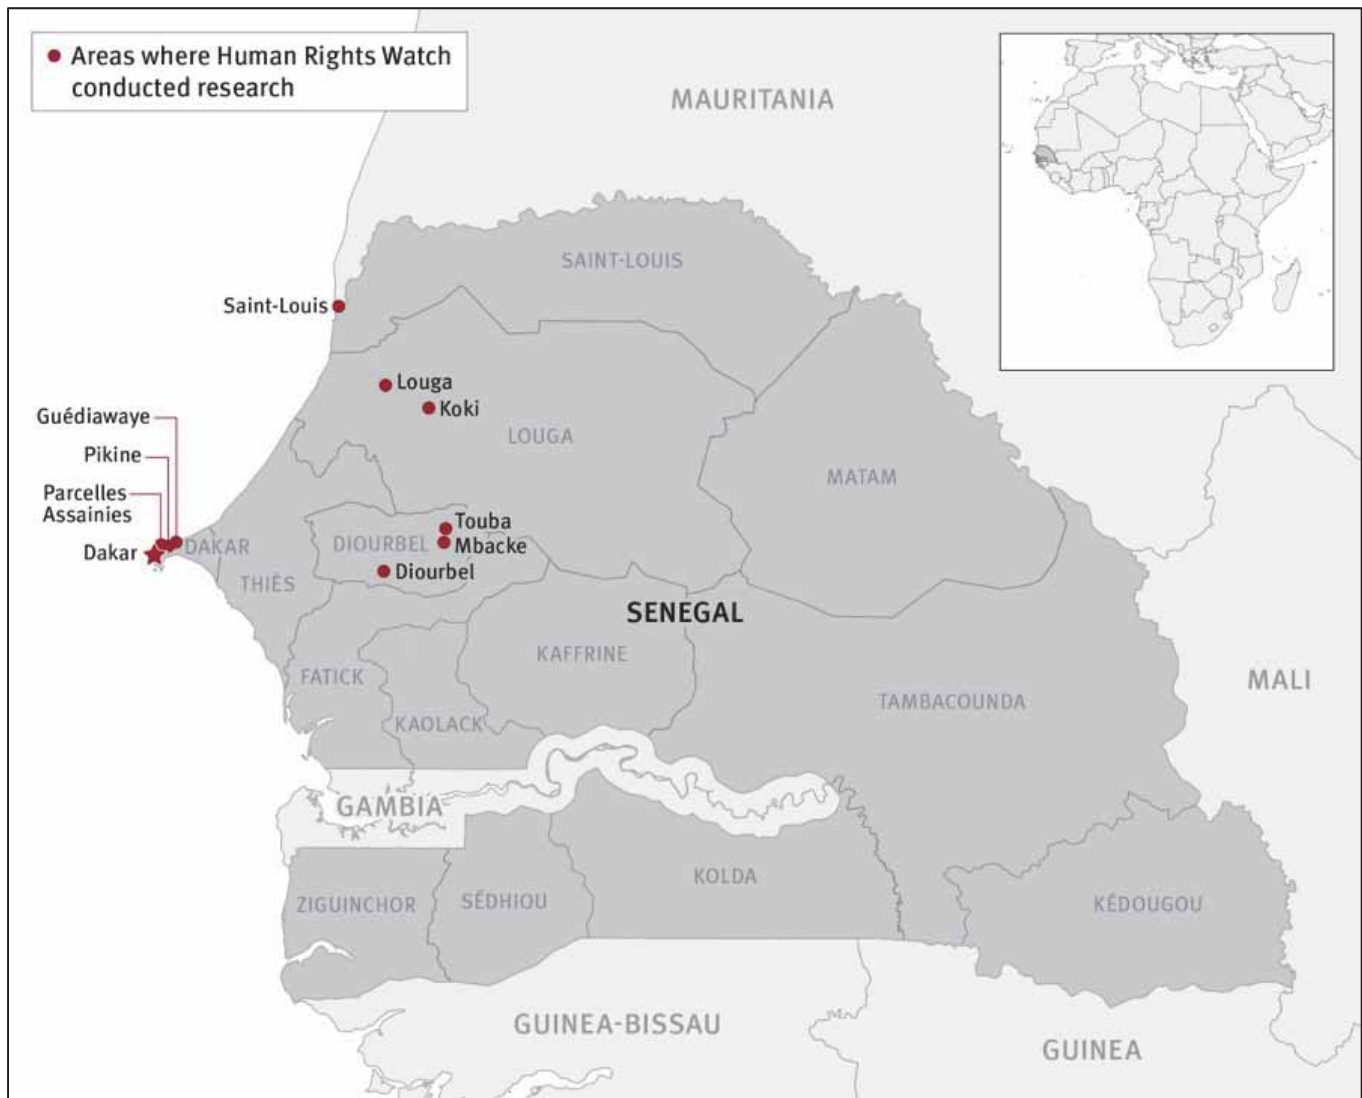 Areas where Human Rights Watch
conducted research
MAURITANIA
SAINT-LOUIS
Saint-Louis
Louga
Koki
Guédiawaye
LOUGA
Pikine
MATAM
Parcelles
Assainies
Touba
DIOURBEL
Mbacke
Dakar
DAKAR
Diourbel
THIÈS
SENEGAL
KAFFRINE
FATICK
MALI
TAMBACOUNDA
KAOLACK
GAMBIA
KOLDA
ZIGUINCHOR
SÉDHIOU
KÉDOUGOU
GUINEA-BISSAU
GUINEA